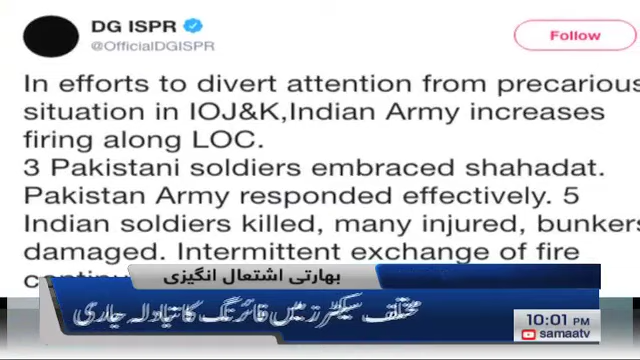 DG ISPR
@OfficialDGISPR
Follow
In efforts to divert attention from precarious
situation in IOJ&K,Indian Army increases
firing along LOC.
3 Pakistani soldiers embraced shahadat.
Pakistan Army responded effectively. 5
Indian soldiers killed, many injured, bunkers
damaged. Intermittent exchange of fire
بھارتی اشتعال انگیزی
مختلف سیکٹرز میں فائرنگ کا تبادلہ جاری
10:01 PM
samaatv